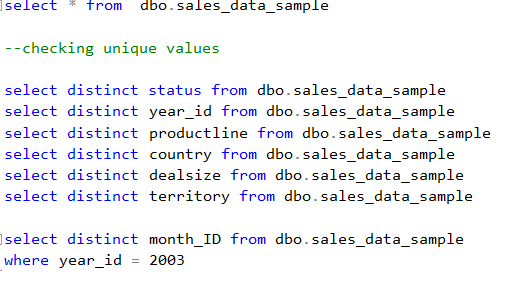 select * from  dbo.sales_data_sample
--checking unique values
select distinct status from dbo.sales_data_sample
select distinct year_id from dbo.sales_data_sample
select distinct productline from dbo.sales_data_sample
select distinct country from dbo.sales_data_sample
select distinct dealsize from dbo.sales_data_sample
select distinct territory from dbo.sales_data_sample
select distinct month_ID from dbo.sales_data_sample
where year_id = 2003